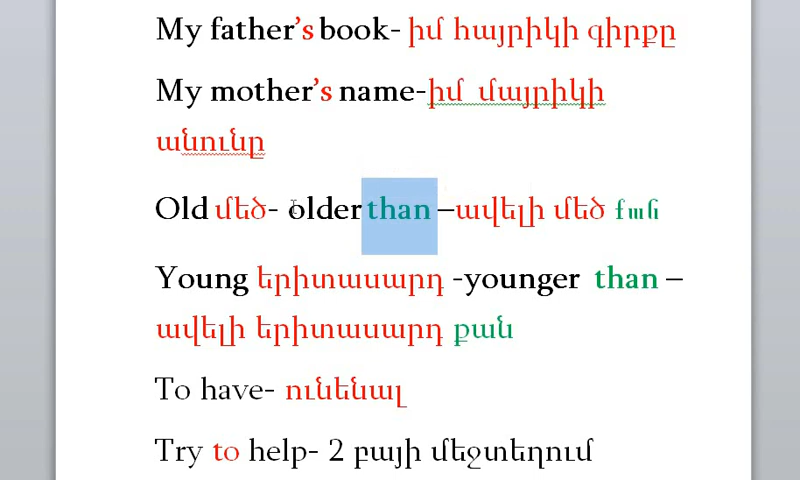 My father’s book- իմ հայրիկի գիրքը
My mother’s name-իմ մայրիկի
անունը
Old մեծ- older than –ավելի մեծ քան
Young երիտասարդ -younger than –
ավելի երիտասարդ քան
To have- ունենալ
Try to help- 2 բայի մեջտեղում